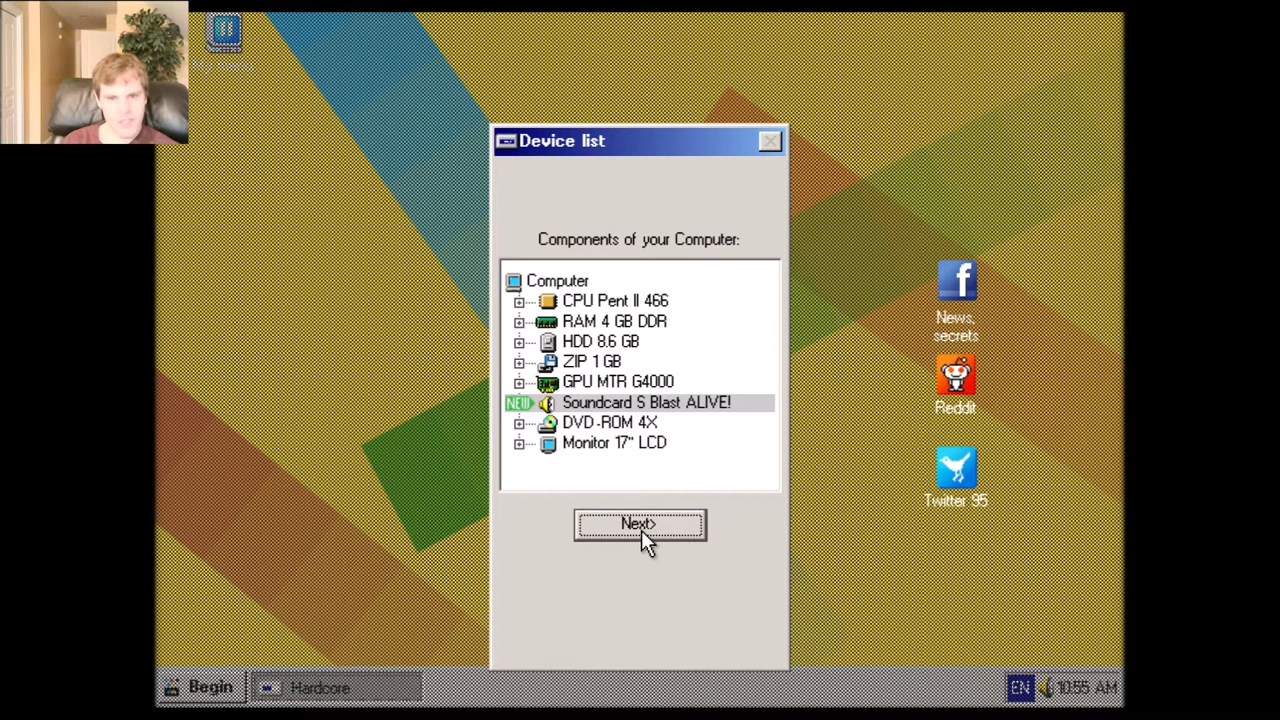 Device list
Components of your Computer:
Computer
CPU Pent II 466
RAM 4 GB DDR
HDD 8.6 GB
ZIP 1 GB
GPU MTR G4000
NEW Soundcard S Blast ALIVE!
DVD-ROM 4X
Monitor 17" LCD
Next>
News,
secrets
Reddit
Twitter 95
Begin
Hardcore
EN
10:55 AM